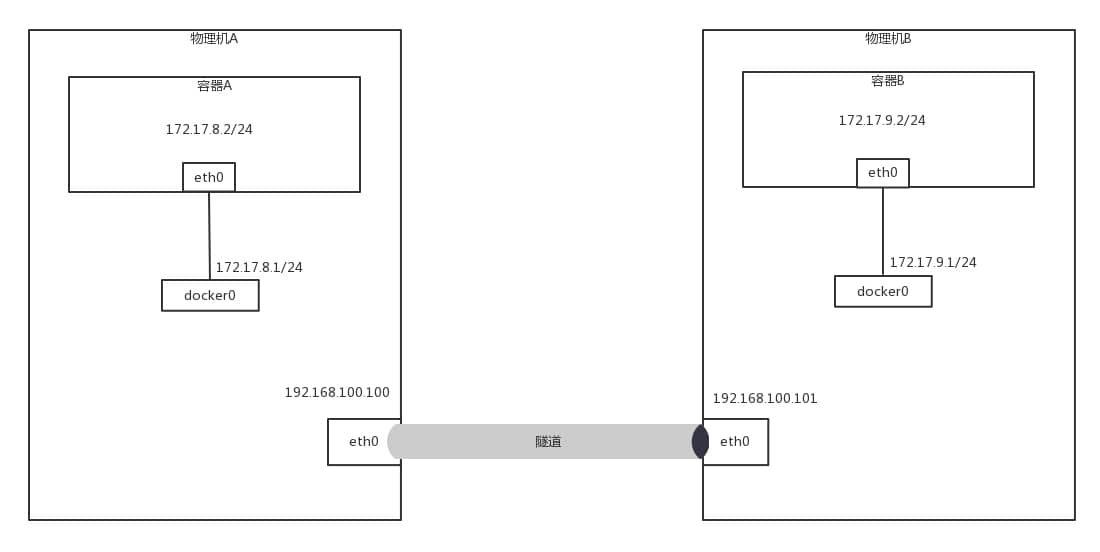 物理机A
容器A
172.17.8.2/24
eth0
172.17.8.1/24
docker0
192.168.100.100
eth0
隧道
物理机B
容器B
172.17.9.2/24
eth0
172.17.9.1/24
docker0
192.168.100.101
eth0